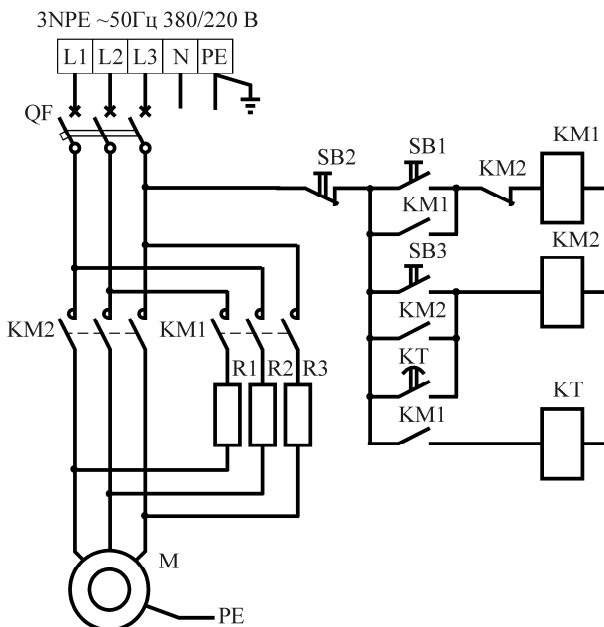 3NPE ~50Гц 380/220 В
L1 L2 L3 N PE
QF
SB2 SB1 KM2 KM1
KM1
SB3 KM2
KM2 KM1 KM2
R1 R2 R3 KT KT
KM1
M
PE